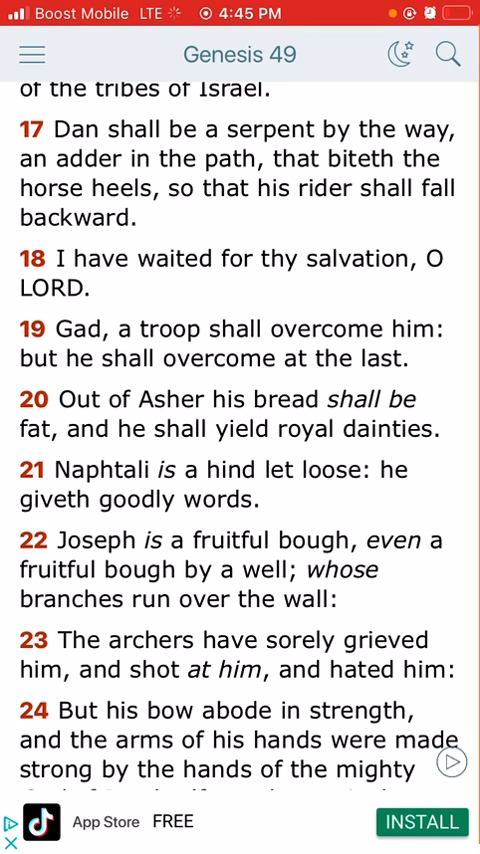 Boost Mobile LTE 4:45 PM
Genesis 49
of the tribes of Israel.
17 Dan shall be a serpent by the way,
an adder in the path, that biteth the
horse heels, so that his rider shall fall
backward.
18 I have waited for thy salvation, O
LORD.
19 Gad, a troop shall overcome him:
but he shall overcome at the last.
20 Out of Asher his bread shall be
fat, and he shall yield royal dainties.
21 Naphtali is a hind let loose: he
giveth goodly words.
22 Joseph is a fruitful bough, even a
fruitful bough by a well; whose
branches run over the wall:
23 The archers have sorely grieved
him, and shot at him, and hated him:
24 But his bow abode in strength,
and the arms of his hands were made
strong by the hands of the mighty
App Store FREE
INSTALL